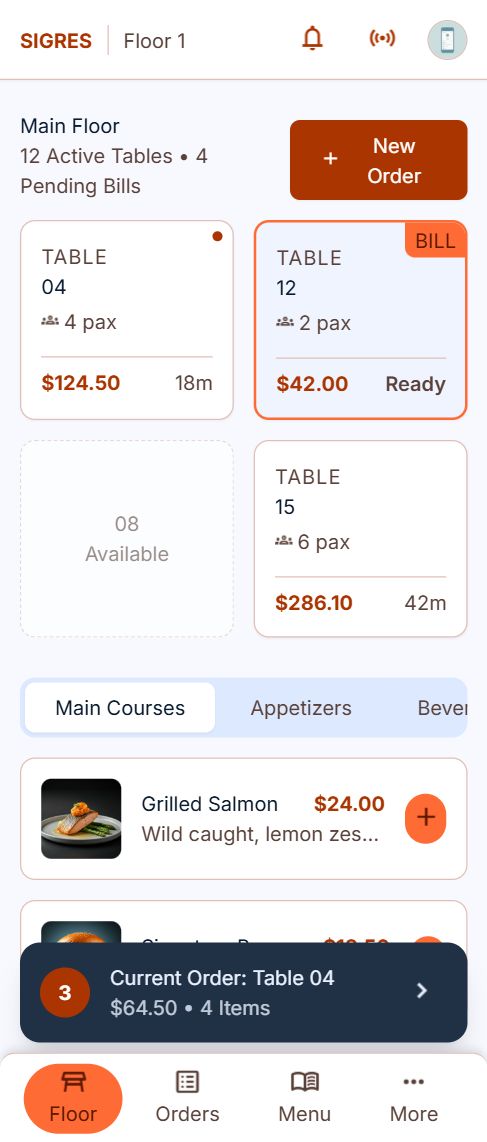 SIGRES
Floor 1
Main Floor
12 Active Tables • 4
Pending Bills
+ New
Order
TABLE
04
4 pax
$124.50 18m
BILL
TABLE
12
2 pax
$42.00 Ready
08
Available
TABLE
15
6 pax
$286.10 42m
Main Courses Appetizers Bever
Grilled Salmon $24.00
Wild caught, lemon zes...
+
3
Current Order: Table 04
$64.50 • 4 Items
Floor Orders Menu More